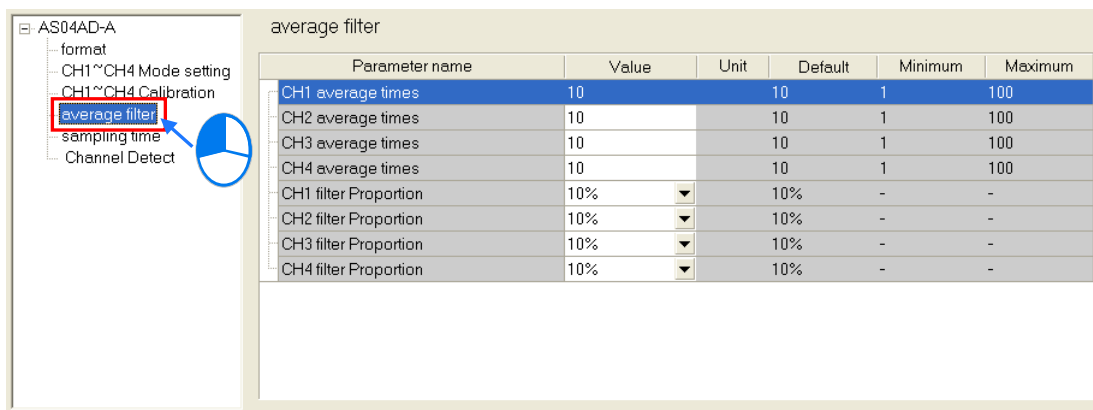 AS04AD-A
format
CH1~CH4 Mode setting
CH1~CH4 Calibration
average filter
sampling time
Channel Detect
average filter
Parameter name Value Unit Default Minimum Maximum
CH1 average times 10 10 1 100
CH2 average times 10 10 1 100
CH3 average times 10 10 1 100
CH4 average times 10 10 1 100
CH1 filter Proportion 10% 10% - -
CH2 filter Proportion 10% 10% - -
CH3 filter Proportion 10% 10% - -
CH4 filter Proportion 10% 10% - -